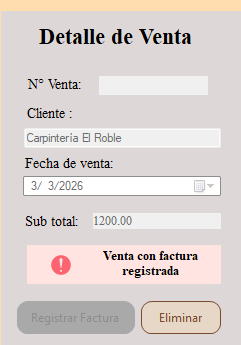 Detalle de Venta
N° Venta:
Cliente :
Carpintería El Roble
Fecha de venta:
3/ 3/2026
Sub total: 1200.00
Venta con factura
registrada
Registrar Factura Eliminar